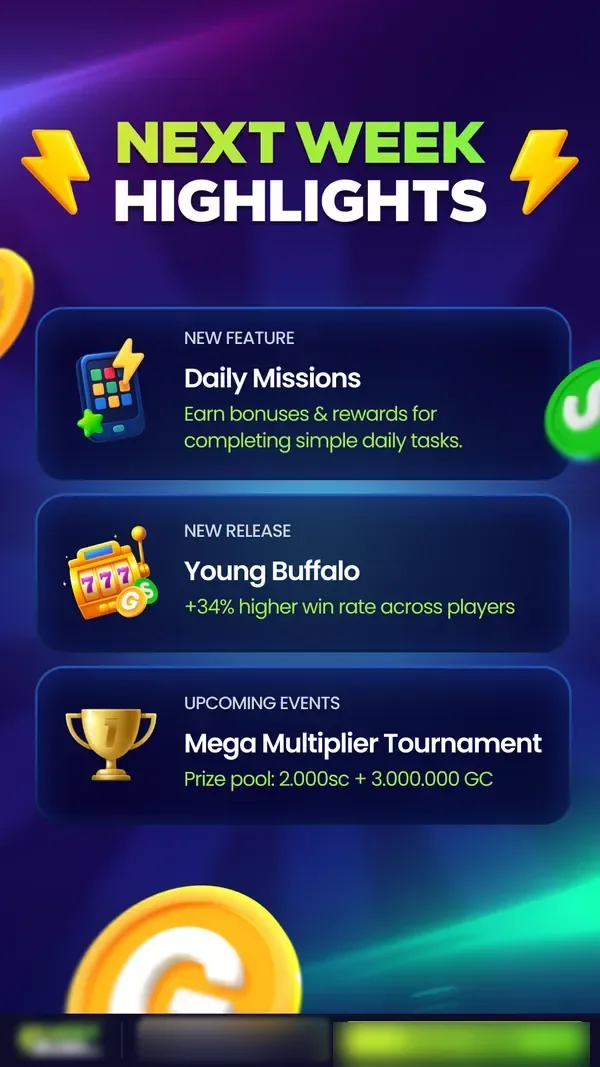 NEXT WEEK
HIGHLIGHTS
NEW FEATURE
Daily Missions
Earn bonuses & rewards for
completing simple daily tasks.
NEW RELEASE
Young Buffalo
777
G
S
+34% higher win rate across players
UPCOMING EVENTS
1
Mega Multiplier Tournament
Prize pool: 2.000sc + 3.000.000 GC
G